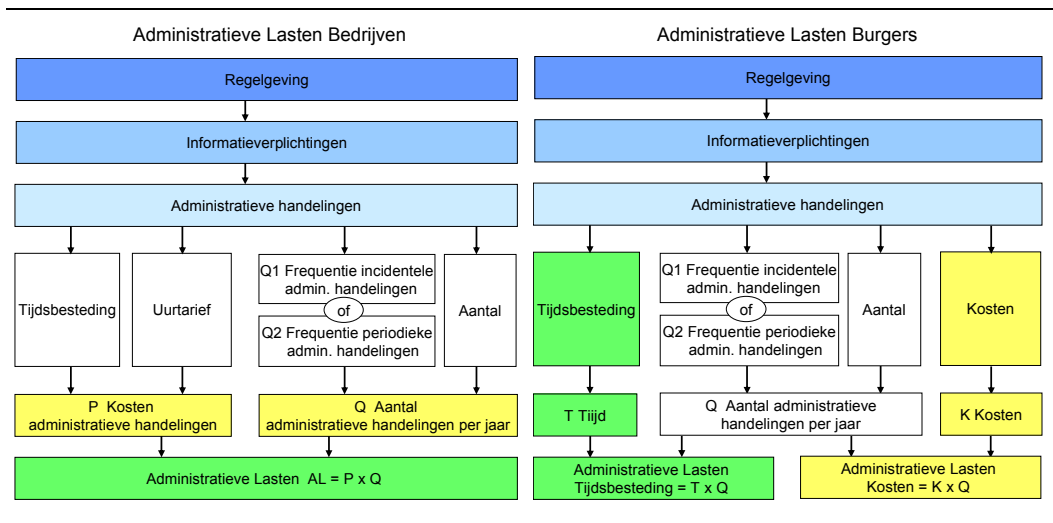 Administratieve Lasten Bedrijven
Regelgeving
Informatieverplichtingen
Administratieve handelingen
Tijdsbesteding
Uurtarief
Q1 Frequentie incidentele
admin. handelingen
of
Q2 Frequentie periodieke
admin. handelingen
Aantal
P Kosten
administratieve handelingen
Q Aantal
administratieve handelingen per jaar
Administratieve Lasten AL = P x Q
Administratieve Lasten Burgers
Regelgeving
Informatieverplichtingen
Administratieve handelingen
Tijdsbesteding
Q1 Frequentie incidentele
admin. handelingen
of
Q2 Frequentie periodieke
admin. handelingen
Aantal
Kosten
T Tiijd
Q Aantal administratieve
handelingen per jaar
K Kosten
Administratieve Lasten
Tijdsbesteding = T x Q
Administratieve Lasten
Kosten = K x Q